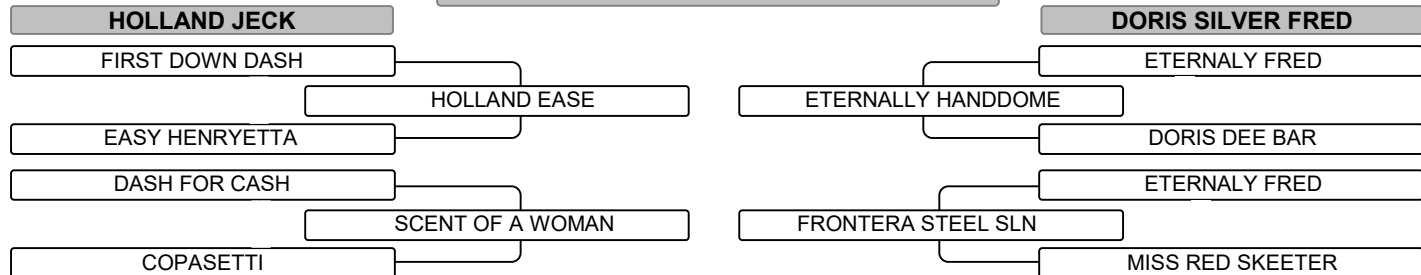 HOLLAND JECK DORIS SILVER FRED
FIRST DOWN DASH ETERNALY FRED
HOLLAND EASE ETERNALLY HANDDOME
EASY HENRYETTA DORIS DEE BAR
DASH FOR CASH ETERNALY FRED
SCENT OF A WOMAN FRONTERA STEEL SLN
COPASETTI MISS RED SKEETER